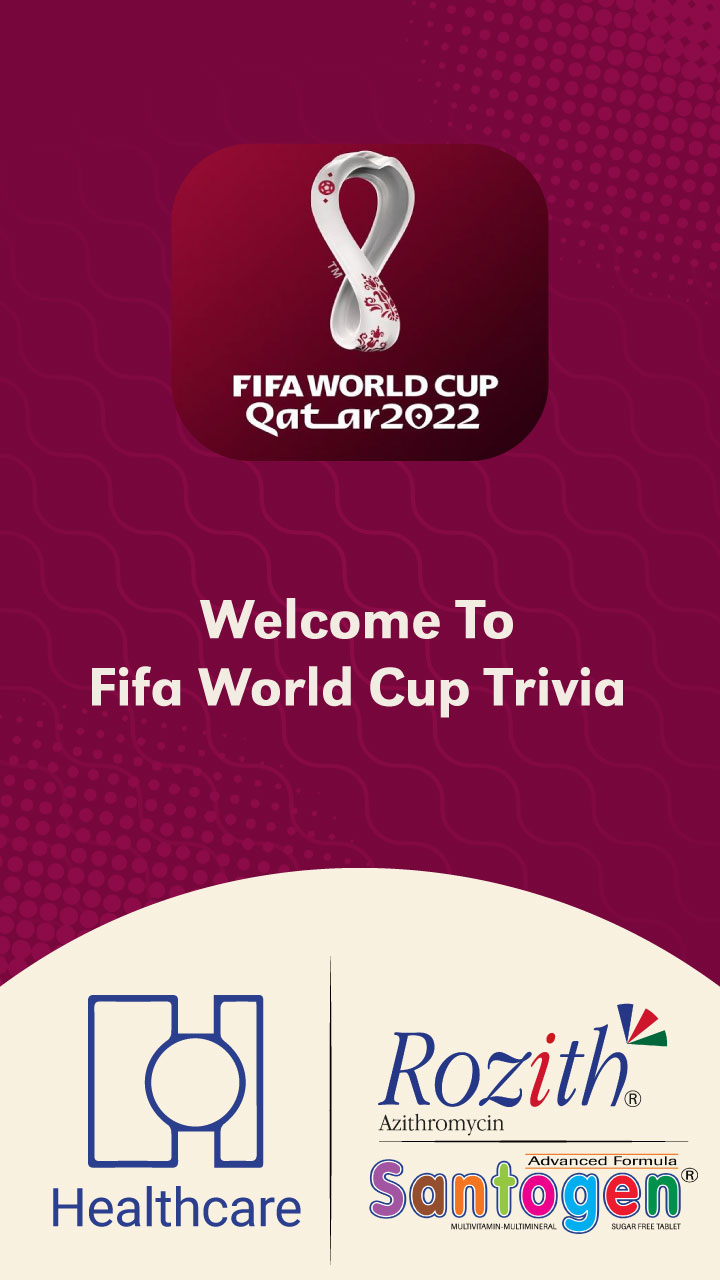 TM
FIFA WORLD CUP
Qatar2022
Welcome To
Fifa World Cup Trivia
Healthcare
Rozith®
Azithromycin
Advanced Formula
Santogen®
MULTIVITAMIN-MULTIMINERAL SUGAR FREE TABLET